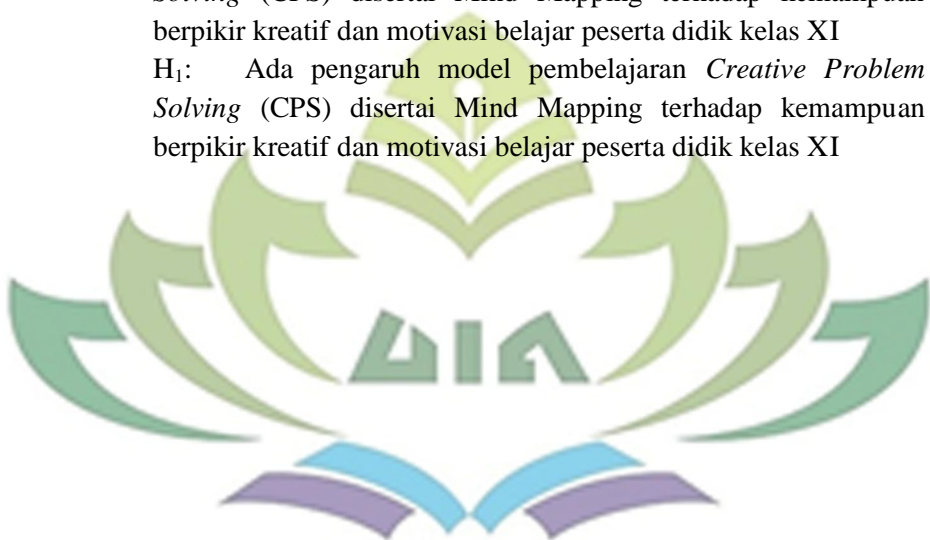 Solving (CPS) disertai Mind Mapping terhadap kemampuan
berpikir kreatif dan motivasi belajar peserta didik kelas XI
H₁: Ada pengaruh model pembelajaran Creative Problem
Solving (CPS) disertai Mind Mapping terhadap kemampuan
berpikir kreatif dan motivasi belajar peserta didik kelas XI
UIN